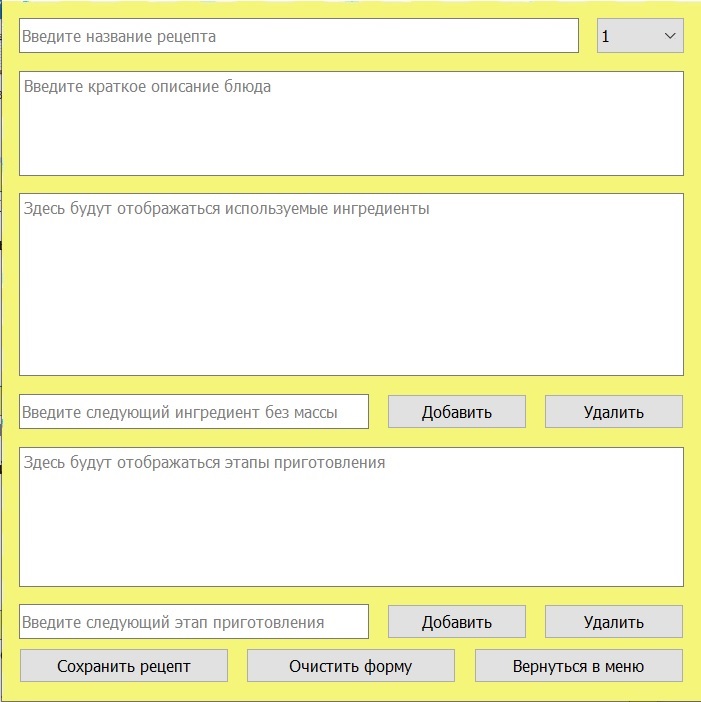 Введите название рецепта 1
Введите краткое описание блюда
Здесь будут отображаться используемые ингредиенты
Введите следующий ингредиент без массы Добавить Удалить
Здесь будут отображаться этапы приготовления
Введите следующий этап приготовления Добавить Удалить
Сохранить рецепт Очистить форму Вернуться в меню